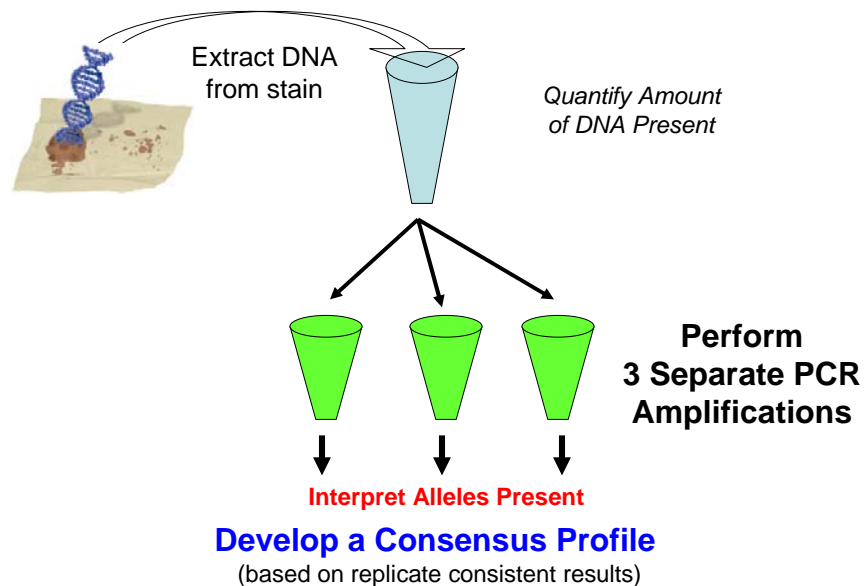 Extract DNA
from stain
Quantify Amount
of DNA Present
Perform
3 Separate PCR
Amplifications
Interpret Alleles Present
Develop a Consensus Profile
(based on replicate consistent results)